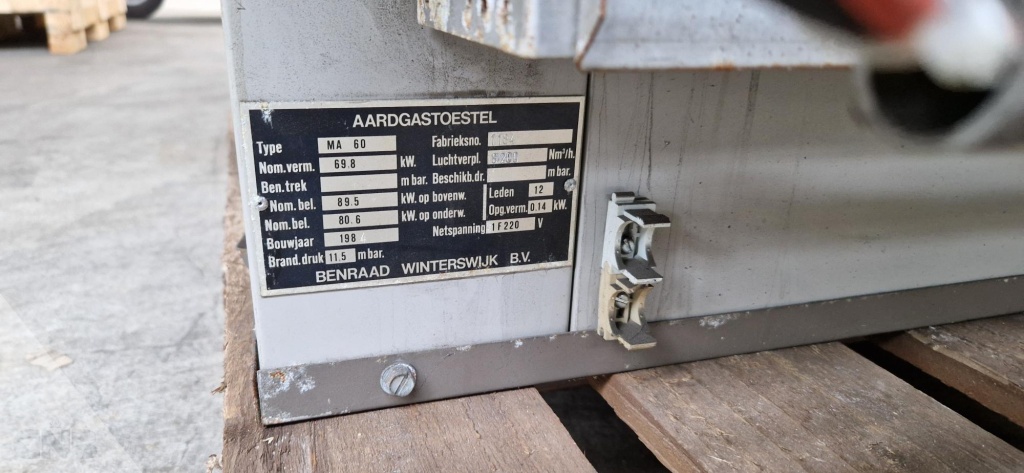 AARDGASTOESTEL
Type MA 60 Fabrieksno.
Nom.verm. 69.8 kW. Luchtverpl. Nm³/h.
Ben.trek m bar. Beschikb.dr. m bar.
Nom.bel. 89.5 kW. op bovenw. Leden 12
Nom.bel. 80.6 kW. op onderw. Opg.verm. 0.14 kW.
Bouwjaar 198 Netspanning 1F220 V
Brand.druk 11.5 m bar.
BENRAAD WINTERSWIJK B.V.